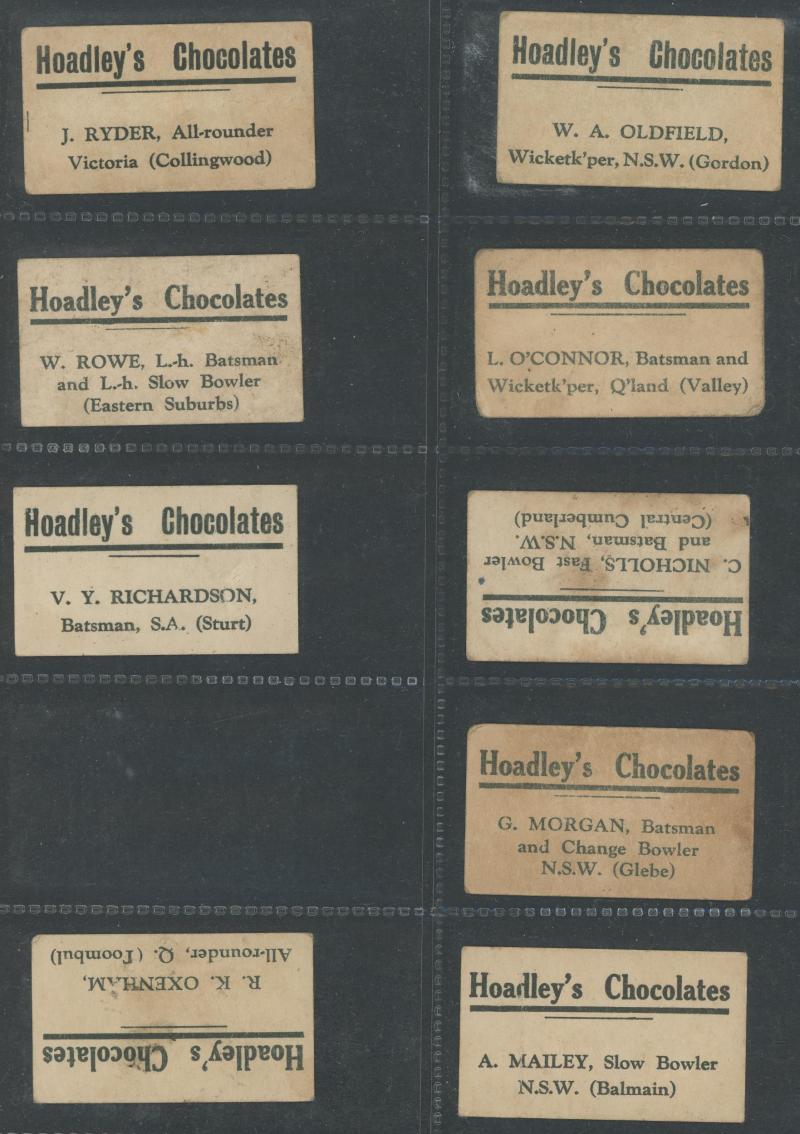 Hoadley's Chocolates
J. RYDER, All-rounder
Victoria (Collingwood)
Hoadley's Chocolates
W. A. OLDFIELD,
Wicketk'per, N.S.W. (Gordon)
Hoadley's Chocolates
W. ROWE, L.-h. Batsman
and L.-h. Slow Bowler
(Eastern Suburbs)
Hoadley's Chocolates
L. O'CONNOR, Batsman and
Wicketk'per, Q'land (Valley)
Hoadley's Chocolates
V. Y. RICHARDSON,
Batsman, S.A. (Sturt)
Hoadley's Chocolates
C. NICHOLLS, Fast Bowler
and Batsman, N.S.W.
(Central Cumberland)
Hoadley's Chocolates
G. MORGAN, Batsman
and Change Bowler
N.S.W. (Glebe)
Hoadley's Chocolates
R. K. OXENHAM,
All-rounder, Q. (Toombul)
Hoadley's Chocolates
A. MAILEY, Slow Bowler
N.S.W. (Balmain)